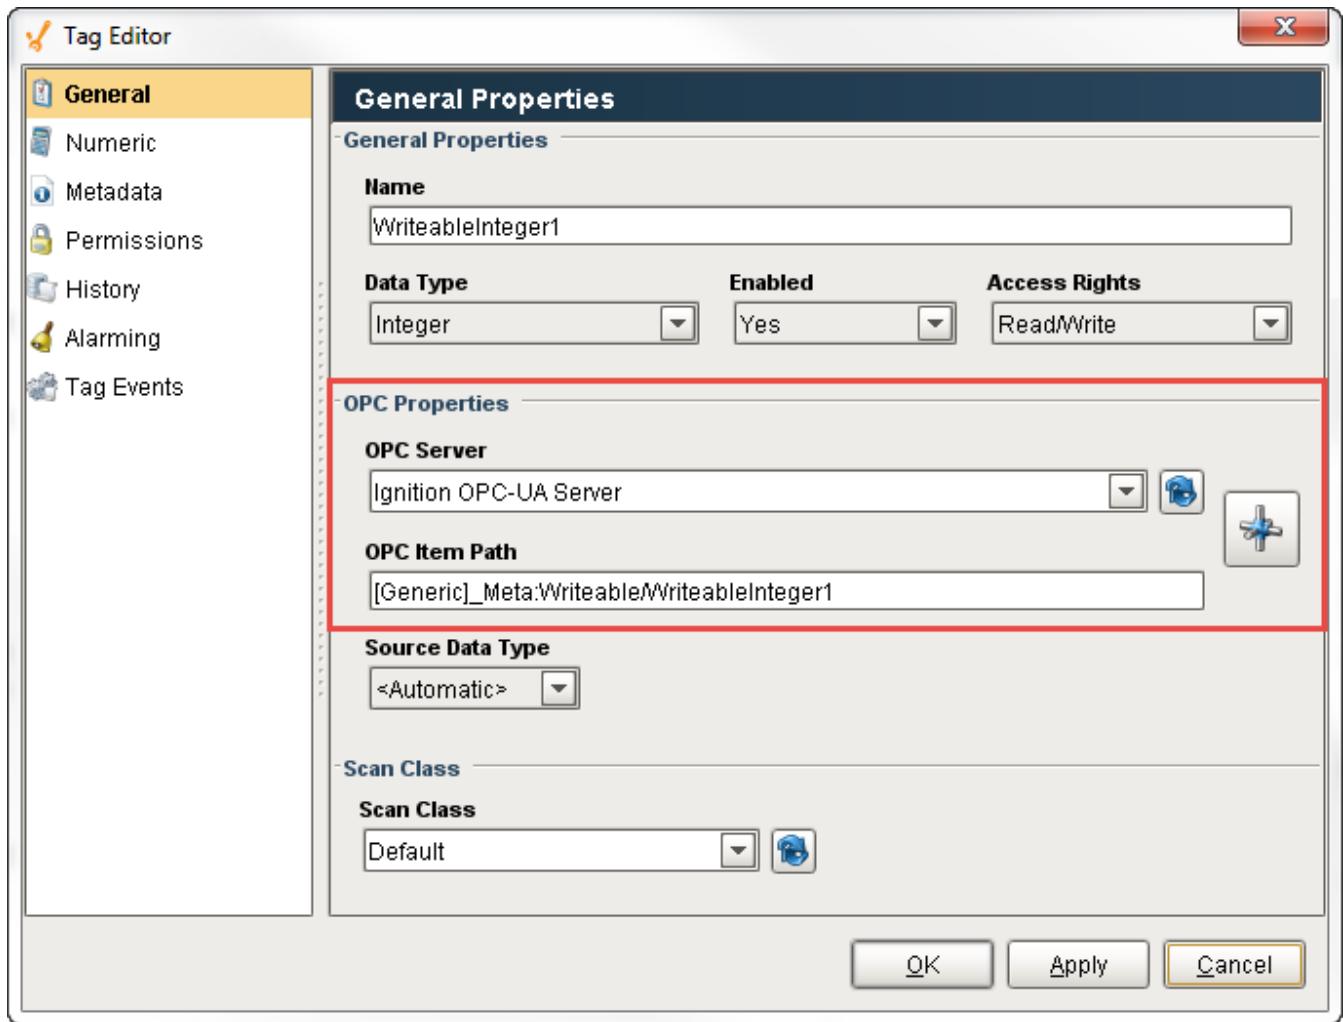 Tag Editor
General
Numeric
Metadata
Permissions
History
Alarming
Tag Events
General Properties
General Properties
Name
WriteableInteger1
Data Type Enabled Access Rights
Integer Yes Read/Write
OPC Properties
OPC Server
Ignition OPC-UA Server
OPC Item Path
[Generic]_Meta:Writeable/WriteableInteger1
Source Data Type
<Automatic>
Scan Class
Scan Class
Default
OK Apply Cancel